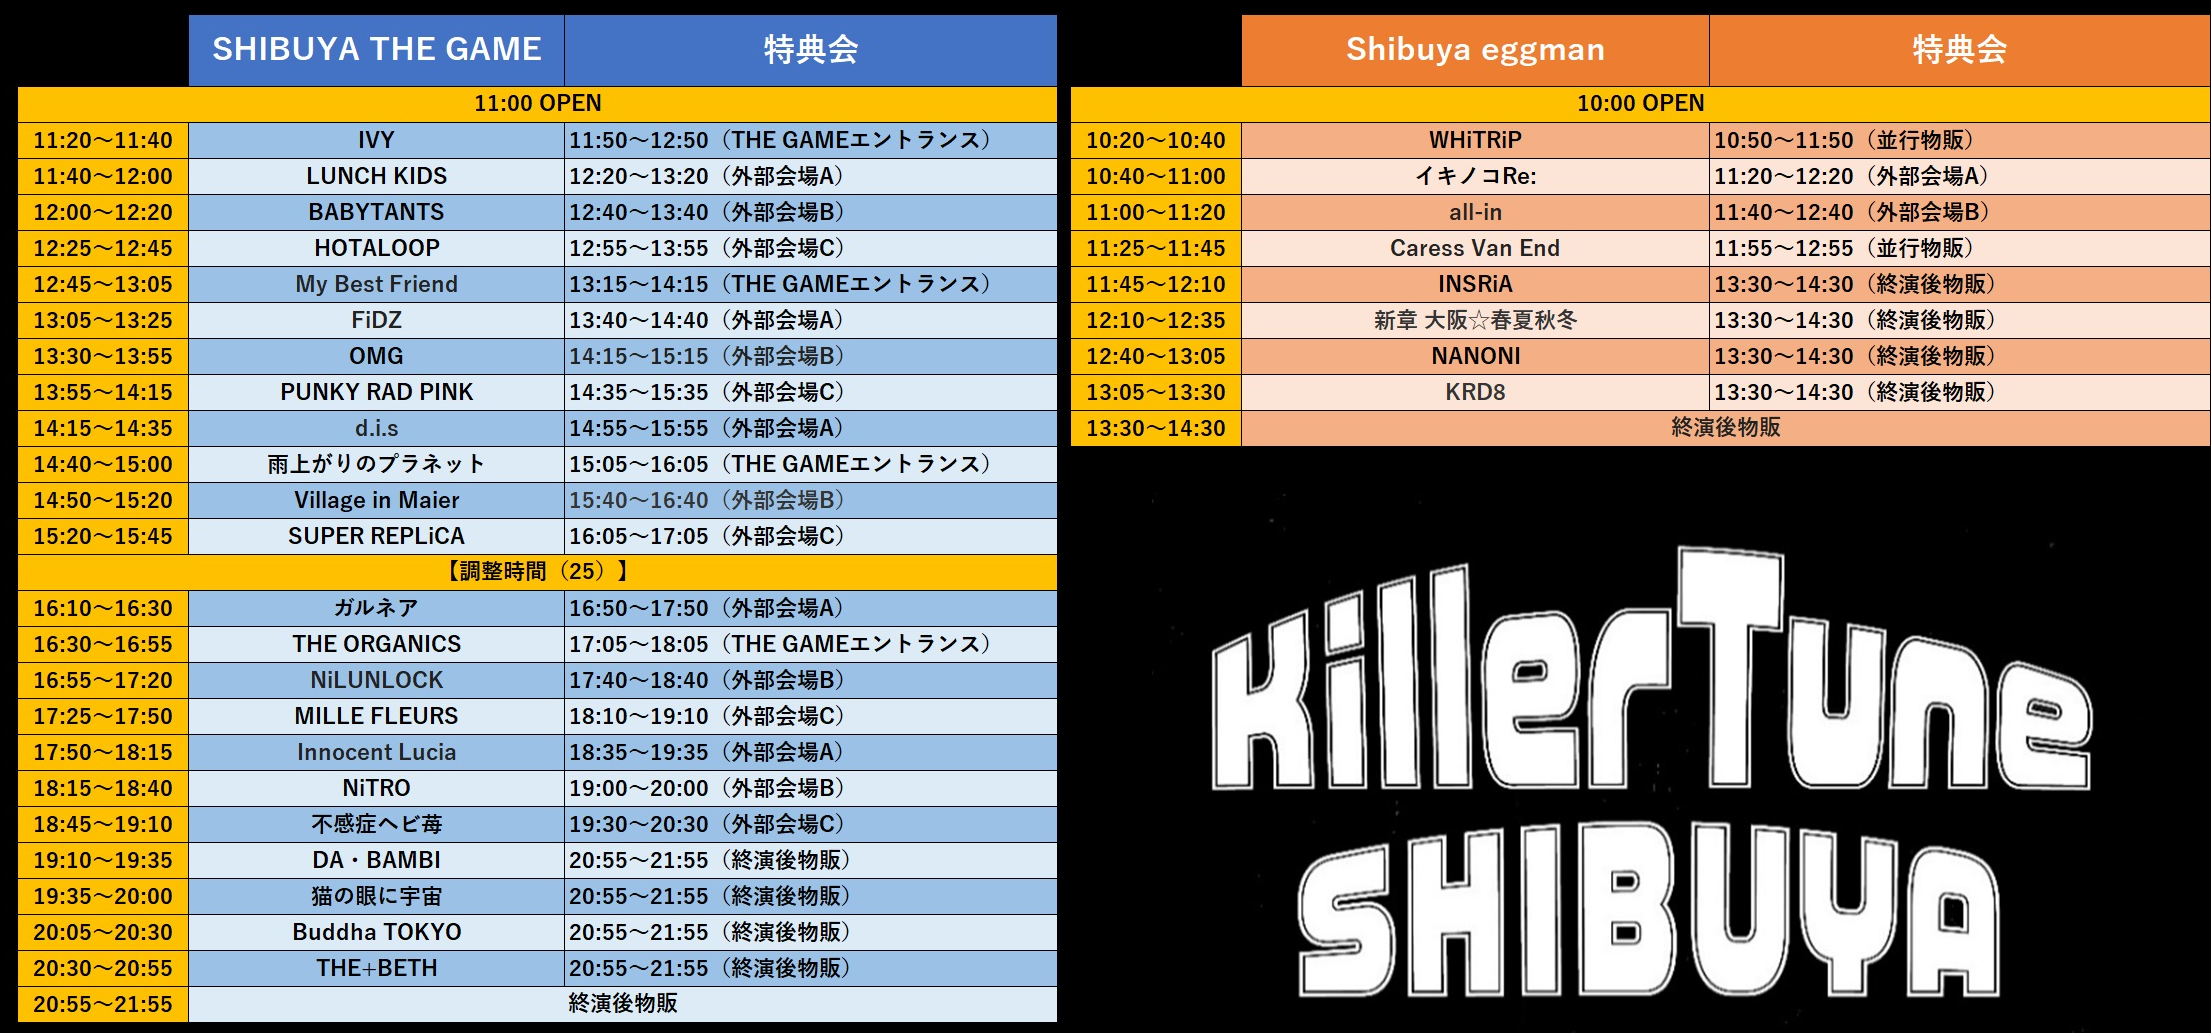 SHIBUYA THE GAME 特典会
11:00 OPEN
11:20～11:40 IVY 11:50～12:50（THE GAMEエントランス）
11:40～12:00 LUNCH KIDS 12:20～13:20（外部会場A）
12:00～12:20 BABYTANTS 12:40～13:40（外部会場B）
12:25～12:45 HOTALOOP 12:55～13:55（外部会場C）
12:45～13:05 My Best Friend 13:15～14:15（THE GAMEエントランス）
13:05～13:25 FiDZ 13:40～14:40（外部会場A）
13:30～13:55 OMG 14:15～15:15（外部会場B）
13:55～14:15 PUNKY RAD PINK 14:35～15:35（外部会場C）
14:15～14:35 d.i.s 14:55～15:55（外部会場A）
14:40～15:00 雨上がりのプラネット 15:05～16:05（THE GAMEエントランス）
14:50～15:20 Village in Maier 15:40～16:40（外部会場B）
15:20～15:45 SUPER REPLiCA 16:05～17:05（外部会場C）
【調整時間（25）】
16:10～16:30 ガルネア 16:50～17:50（外部会場A）
16:30～16:55 THE ORGANICS 17:05～18:05（THE GAMEエントランス）
16:55～17:20 NiLUNLOCK 17:40～18:40（外部会場B）
17:25～17:50 MILLE FLEURS 18:10～19:10（外部会場C）
17:50～18:15 Innocent Lucia 18:35～19:35（外部会場A）
18:15～18:40 NiTRO 19:00～20:00（外部会場B）
18:45～19:10 不感症ヘビ苺 19:30～20:30（外部会場C）
19:10～19:35 DA・BAMBI 20:55～21:55（終演後物販）
19:35～20:00 猫の眼に宇宙 20:55～21:55（終演後物販）
20:05～20:30 Buddha TOKYO 20:55～21:55（終演後物販）
20:30～20:55 THE+BETH 20:55～21:55（終演後物販）
20:55～21:55 終演後物販
Shibuya eggman 特典会
10:00 OPEN
10:20～10:40 WHiTRiP 10:50～11:50（並行物販）
10:40～11:00 イキノコRe: 11:20～12:20（外部会場A）
11:00～11:20 all-in 11:40～12:40（外部会場B）
11:25～11:45 Caress Van End 11:55～12:55（並行物販）
11:45～12:10 INSRiA 13:30～14:30（終演後物販）
12:10～12:35 新章 大阪☆春夏秋冬 13:30～14:30（終演後物販）
12:40～13:05 NANONI 13:30～14:30（終演後物販）
13:05～13:30 KRD8 13:30～14:30（終演後物販）
13:30～14:30 終演後物販
KillerTune
SHIBUYA